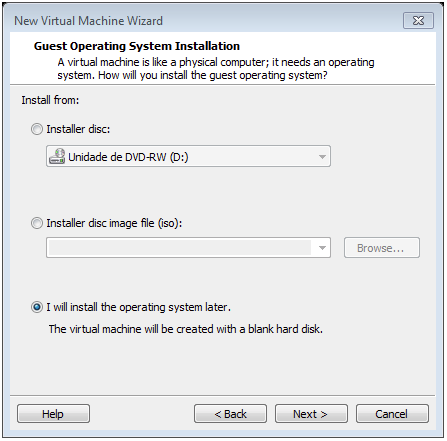 New Virtual Machine Wizard
Guest Operating System Installation
A virtual machine is like a physical computer; it needs an operating
system. How will you install the guest operating system?
Install from:
Installer disc:
Unidade de DVD-RW (D:)
Installer disc image file (iso):
Browse...
I will install the operating system later.
The virtual machine will be created with a blank hard disk.
Help
< Back
Next >
Cancel